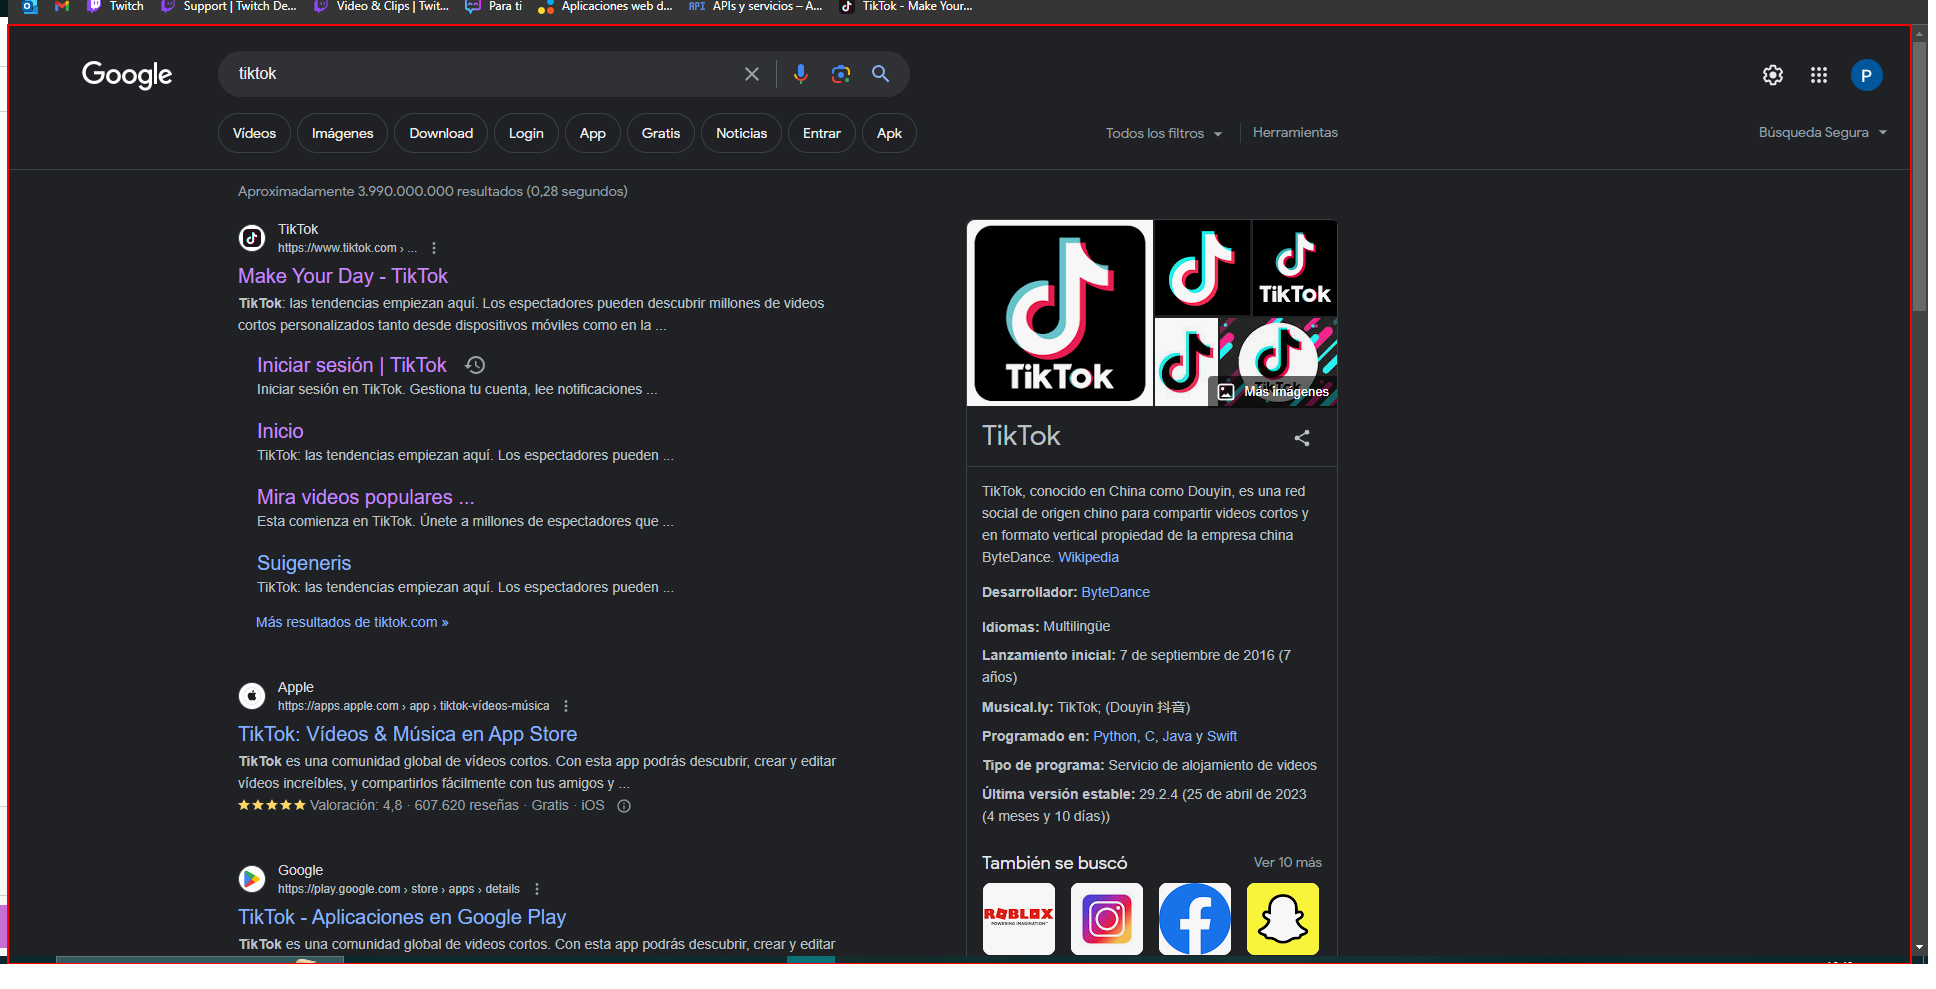 Twitch
Support | Twitch De...
Video & Clips | Twit...
Para ti
Aplicaciones web d...
API APIs y servicios – A...
TikTok - Make Your...
Google
tiktok
P
Vídeos
Imágenes
Download
Login
App
Gratis
Noticias
Entrar
Apk
Todos los filtros
Herramientas
Búsqueda Segura
Aproximadamente 3.990.000.000 resultados (0,28 segundos)
TikTok
https://www.tiktok.com › ...
Make Your Day - TikTok
TikTok: las tendencias empiezan aquí. Los espectadores pueden descubrir millones de videos
cortos personalizados tanto desde dispositivos móviles como en la ...
Iniciar sesión | TikTok
Iniciar sesión en TikTok. Gestiona tu cuenta, lee notificaciones ...
Inicio
TikTok: las tendencias empiezan aquí. Los espectadores pueden ...
Mira videos populares ...
Esta comienza en TikTok. Únete a millones de espectadores que ...
Suigeneris
TikTok: las tendencias empiezan aquí. Los espectadores pueden ...
Más resultados de tiktok.com »
Apple
https://apps.apple.com › app › tiktok-vídeos-música
TikTok: Vídeos & Música en App Store
TikTok es una comunidad global de vídeos cortos. Con esta app podrás descubrir, crear y editar
vídeos increíbles, y compartirlos fácilmente con tus amigos y ...
Valoración: 4,8 · 607.620 reseñas · Gratis · iOS
Google
https://play.google.com › store › apps › details
TikTok - Aplicaciones en Google Play
TikTok es una comunidad global de videos cortos. Con esta app podrás descubrir, crear y editar
TikTok
TikTok
Más imágenes
TikTok
TikTok, conocido en China como Douyin, es una red
social de origen chino para compartir videos cortos y
en formato vertical propiedad de la empresa china
ByteDance. Wikipedia
Desarrollador: ByteDance
Idiomas: Multilingüe
Lanzamiento inicial: 7 de septiembre de 2016 (7
años)
Musical.ly: TikTok; (Douyin 抖音)
Programado en: Python, C, Java y Swift
Tipo de programa: Servicio de alojamiento de videos
Última versión estable: 29.2.4 (25 de abril de 2023
(4 meses y 10 días))
También se buscó
Ver 10 más
ROBLOX
POWERING IMAGINATION™